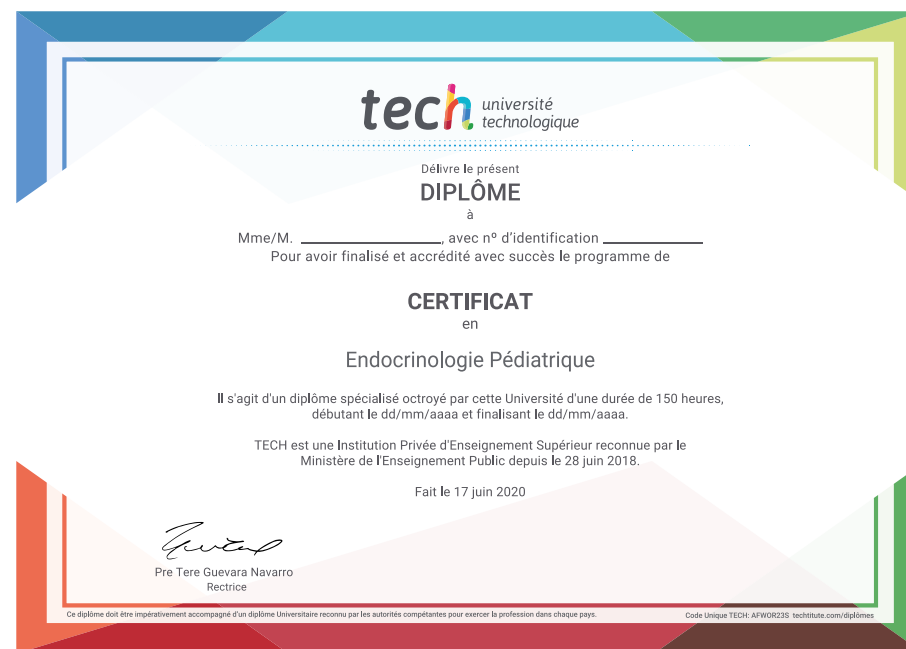 tech université
technologique
Délivre le présent
DIPLÔME
à
Mme/M. ____________________, avec nº d'identification ______________
Pour avoir finalisé et accrédité avec succès le programme de
CERTIFICAT
en
Endocrinologie Pédiatrique
Il s'agit d'un diplôme spécialisé octroyé par cette Université d'une durée de 150 heures,
débutant le dd/mm/aaaa et finalisant le dd/mm/aaaa.
TECH est une Institution Privée d'Enseignement Supérieur reconnue par le
Ministère de l'Enseignement Public depuis le 28 juin 2018.
Fait le 17 juin 2020
Pre Tere Guevara Navarro
Rectrice
Ce diplôme doit être impérativement accompagné d'un diplôme Universitaire reconnu par les autorités compétentes pour exercer la profession dans chaque pays.
Code Unique TECH: AFWOR23S techtitute.com/diplômes